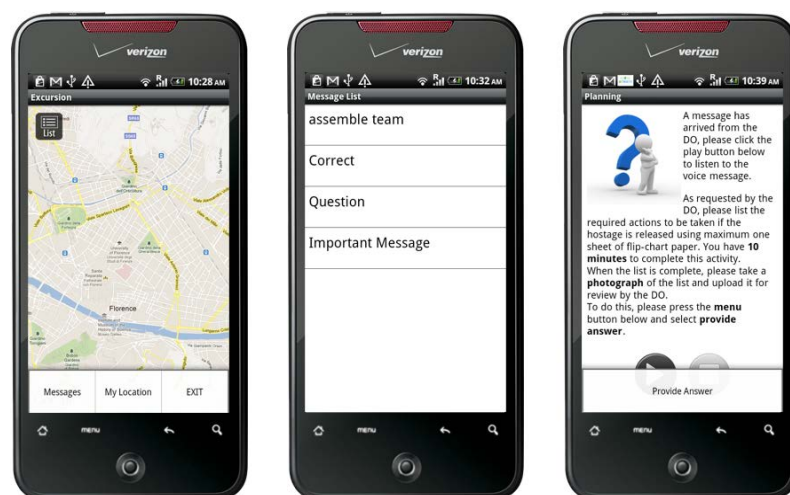 verizon
10:28 AM
Excursion
List
Florence
Messages
My Location
EXIT
MENU
verizon
10:32 AM
Message List
assemble team
Correct
Question
Important Message
MENU
verizon
10:39 AM
Planning
A message has
arrived from the
DO, please click the
play button below
to listen to the
voice message.
As requested by the
DO, please list the
required actions to be taken if the
hostage is released using maximum one
sheet of flip-chart paper. You have 10
minutes to complete this activity.
When the list is complete, please take a
photograph of the list and upload it for
review by the DO.
To do this, please press the menu
button below and select provide
answer.
Provide Answer
MENU